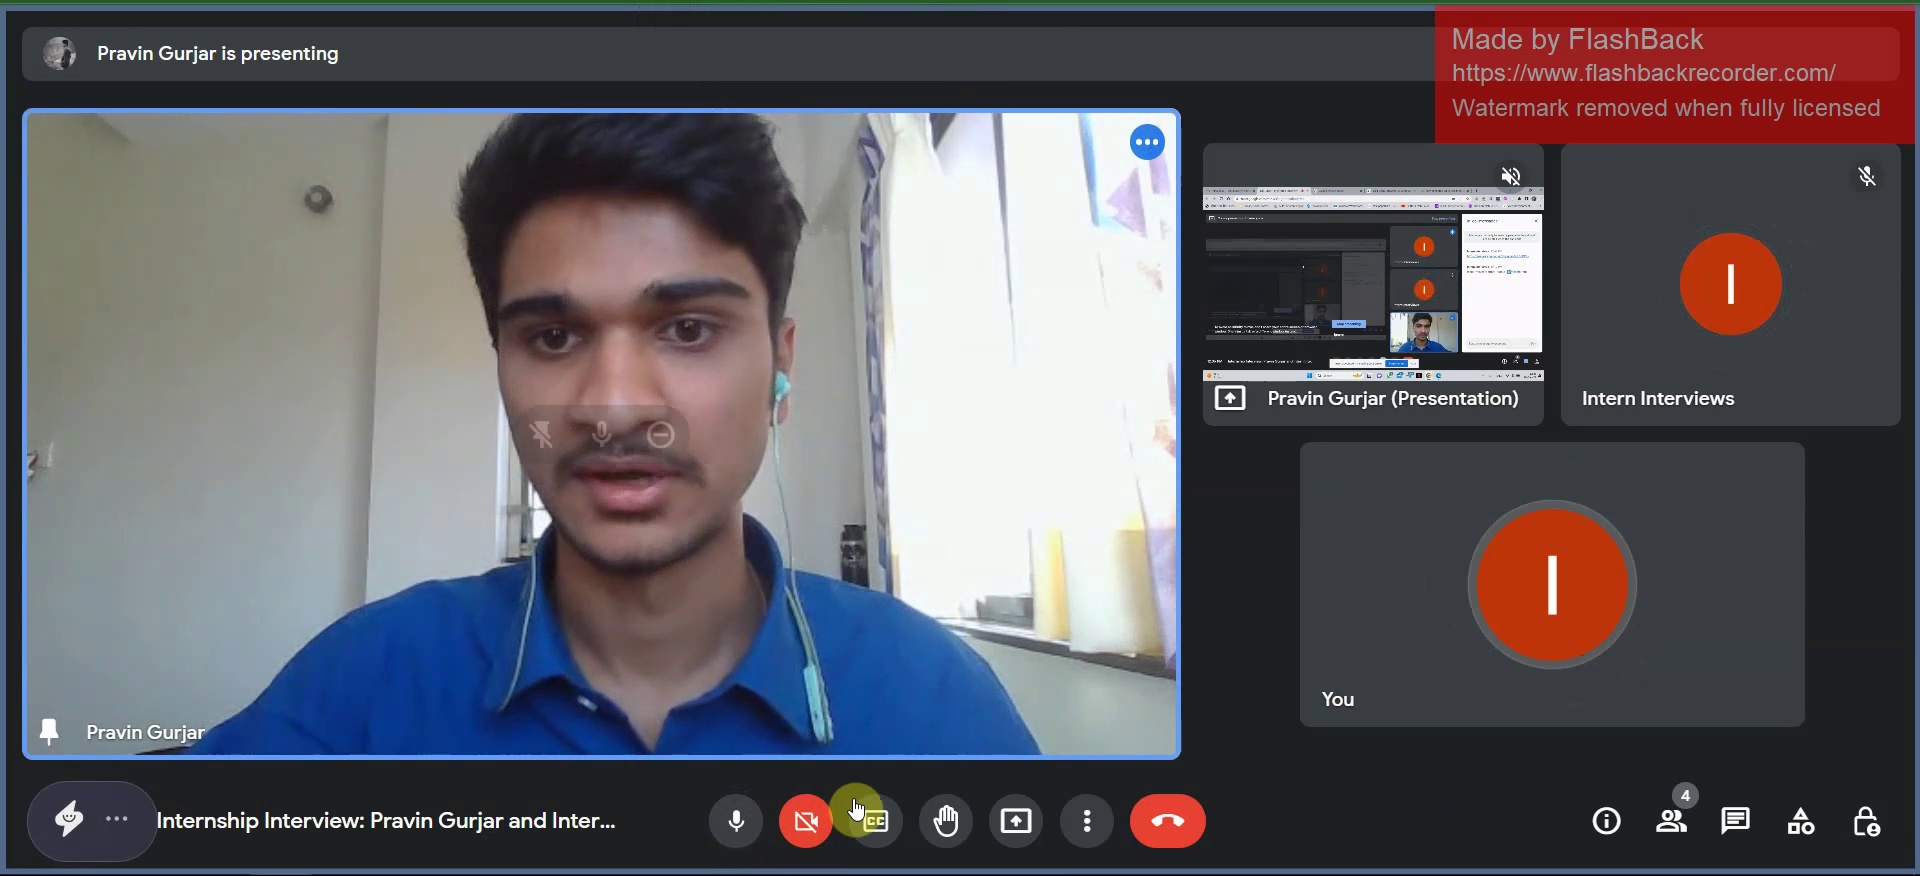 Pravin Gurjar is presenting
Made by FlashBack
https://www.flashbackrecorder.com/
Watermark removed when fully licensed
Pravin Gurjar (Presentation)
I
Intern Interviews
I
You
Pravin Gurjar
Internship Interview: Pravin Gurjar and Inter...
CC
4